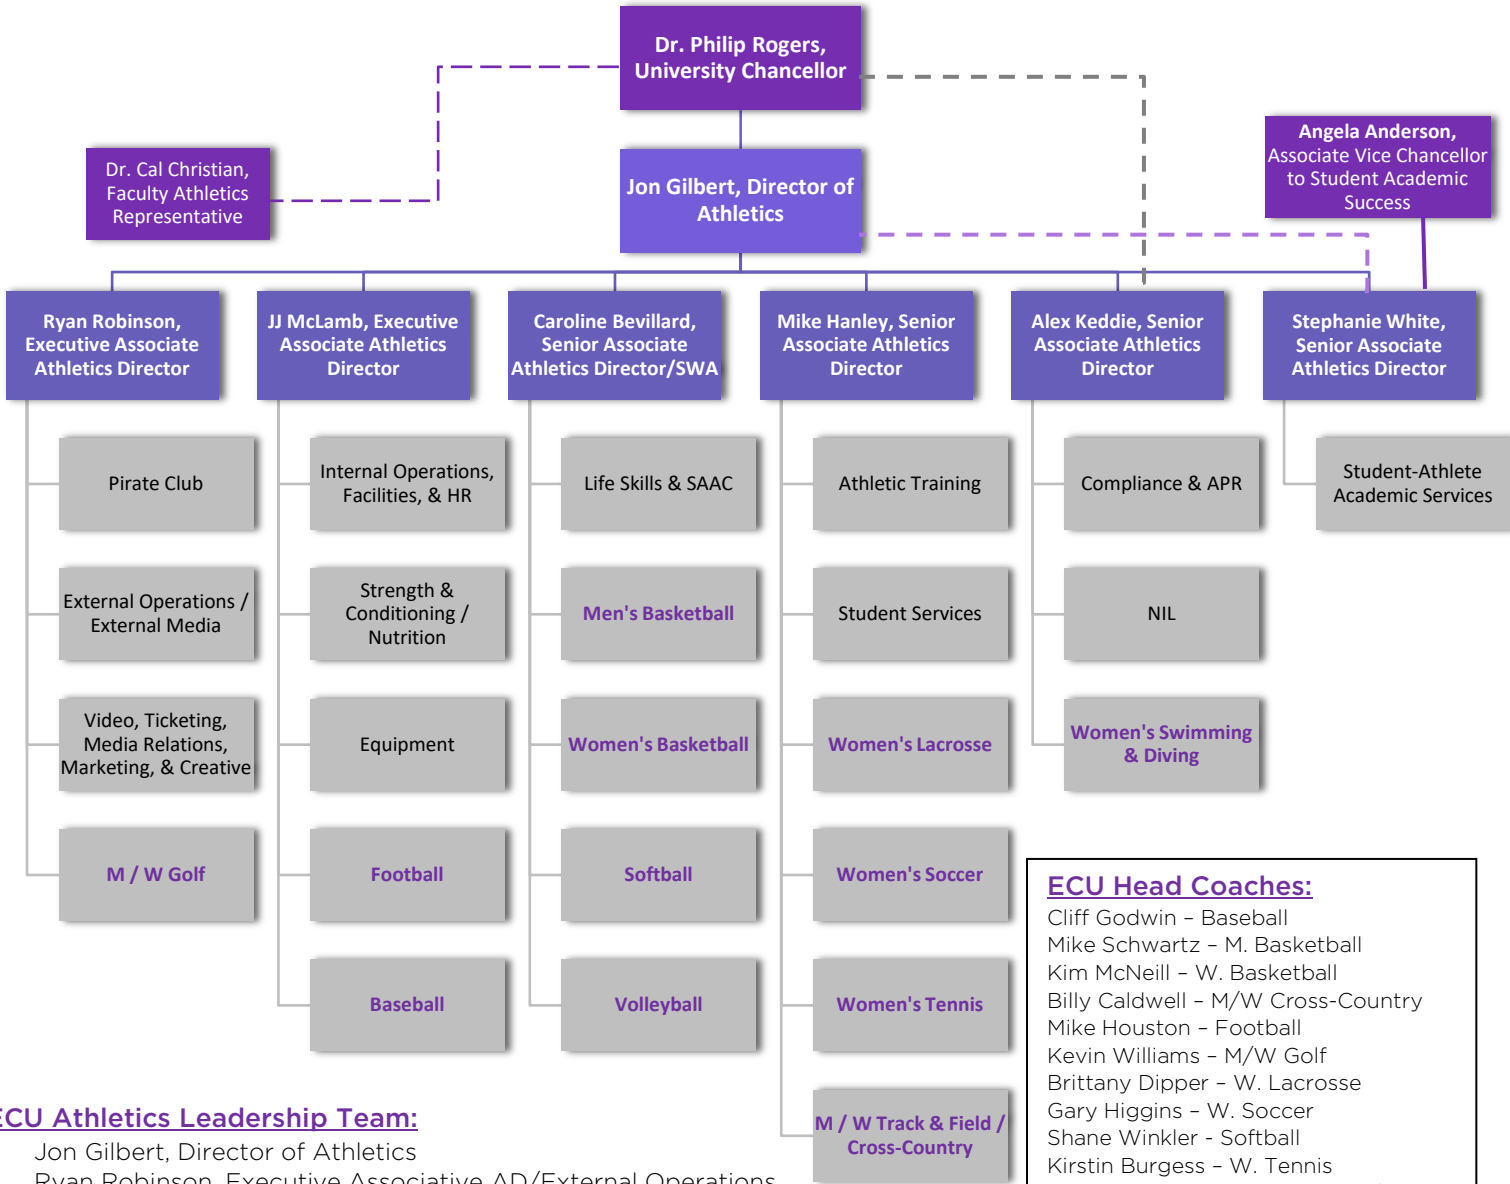 Dr. Philip Rogers,
University Chancellor
Dr. Cal Christian,
Faculty Athletics
Representative
Jon Gilbert, Director of
Athletics
Angela Anderson,
Associate Vice Chancellor
to Student Academic
Success
Ryan Robinson,
Executive Associate
Athletics Director
JJ McLamb, Executive
Associate Athletics
Director
Caroline Bevillard,
Senior Associate
Athletics Director/SWA
Mike Hanley, Senior
Associate Athletics
Director
Alex Keddie, Senior
Associate Athletics
Director
Stephanie White,
Senior Associate
Athletics Director
Pirate Club
External Operations /
External Media
Video, Ticketing,
Media Relations,
Marketing, & Creative
M / W Golf
Internal Operations,
Facilities, & HR
Strength &
Conditioning /
Nutrition
Equipment
Football
Baseball
Life Skills & SAAC
Men's Basketball
Women's Basketball
Softball
Volleyball
Athletic Training
Student Services
Women's Lacrosse
Women's Soccer
Women's Tennis
M / W Track & Field /
Cross-Country
Compliance & APR
NIL
Women's Swimming
& Diving
Student-Athlete
Academic Services
ECU Head Coaches:
Cliff Godwin – Baseball
Mike Schwartz – M. Basketball
Kim McNeill – W. Basketball
Billy Caldwell – M/W Cross-Country
Mike Houston – Football
Kevin Williams – M/W Golf
Brittany Dipper – W. Lacrosse
Gary Higgins – W. Soccer
Shane Winkler - Softball
Kirstin Burgess – W. Tennis
ECU Athletics Leadership Team:
Jon Gilbert, Director of Athletics
Ryan Robinson, Executive Associative AD/External Operations